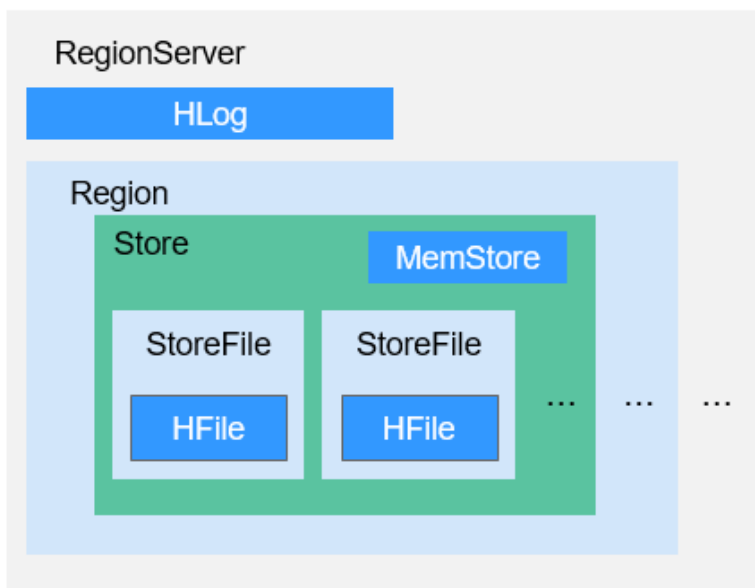 RegionServer
HLog
Region
Store
MemStore
StoreFile StoreFile
HFile HFile
... ... ...